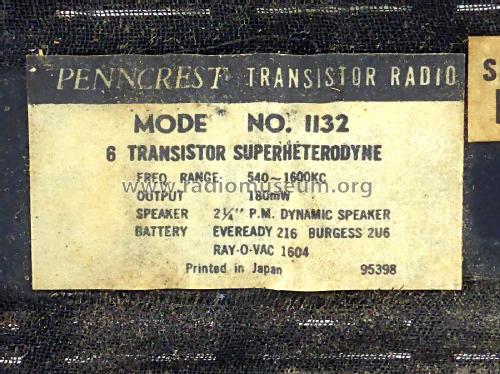 PENNCREST TRANSISTOR RADIO
MODE NO. 1132
6 TRANSISTOR SUPERHETERODYNE
FREQ. RANGE: 540~1600KC
www.radiomuseum.org
OUTPUT 180mW
SPEAKER 2¼" P.M. DYNAMIC SPEAKER
BATTERY EVEREADY 216 BURGESS 2U6
RAY-O-VAC 1604
Printed in Japan 95398
S